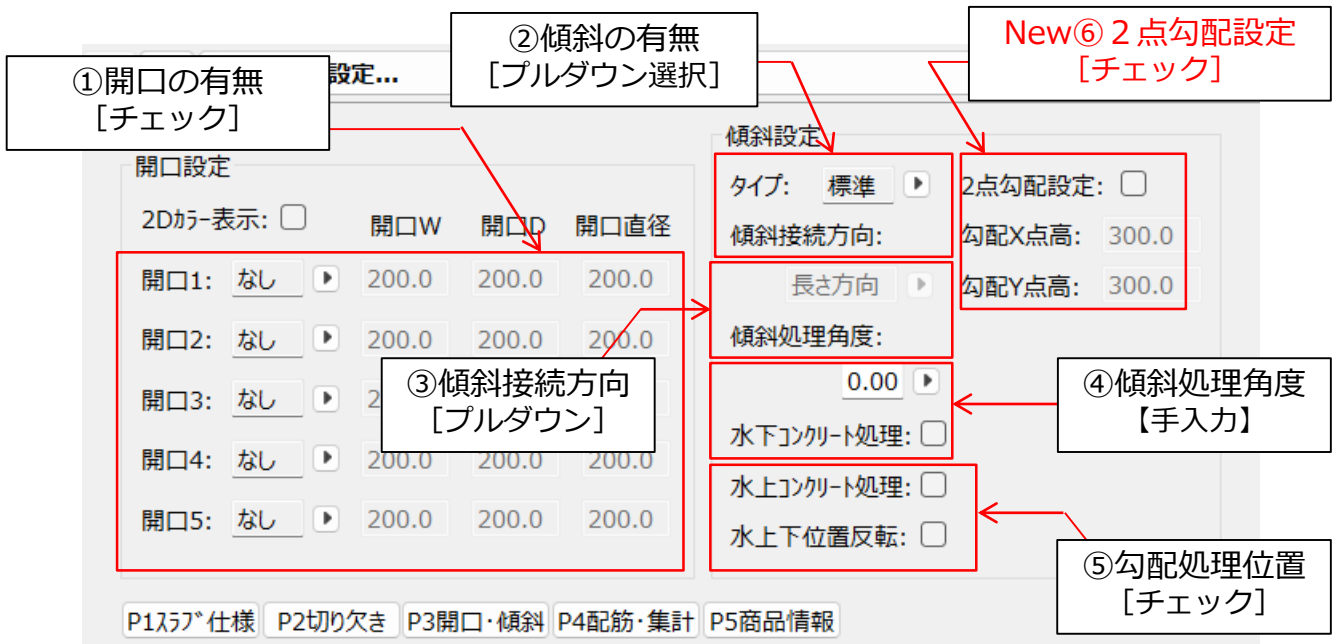 ①開口の有無
［チェック］
②傾斜の有無
［プルダウン選択］
New⑥２点勾配設定
［チェック］
設定...
開口設定
2Dｶﾗｰ表示:
開口W 開口D 開口直径
開口1: なし 200.0 200.0 200.0
開口2: なし 200.0 200.0 200.0
開口3: なし 2
開口4: なし 200.0 200.0 200.0
開口5: なし 200.0 200.0 200.0
③傾斜接続方向
［プルダウン］
傾斜設定
タイプ: 標準
傾斜接続方向:
長さ方向
傾斜処理角度:
0.00
水下ｺﾝｸﾘｰﾄ処理:
水上ｺﾝｸﾘｰﾄ処理:
水上下位置反転:
2点勾配設定:
勾配X点高: 300.0
勾配Y点高: 300.0
④傾斜処理角度
【手入力】
⑤勾配処理位置
［チェック］
P1ｽﾗﾌﾞ仕様 P2切り欠き P3開口･傾斜 P4配筋･集計 P5商品情報